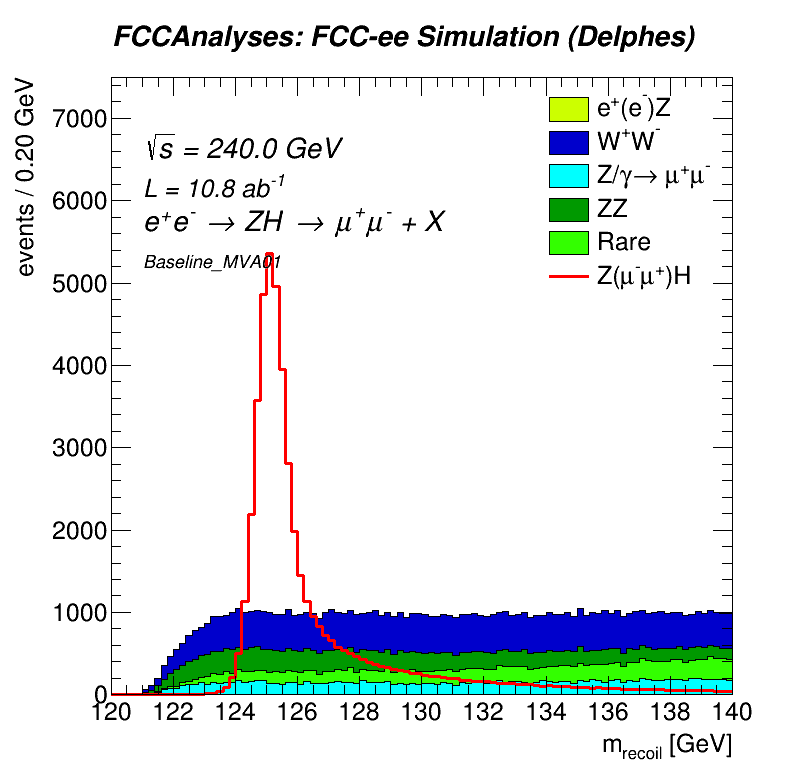 FCCAnalyses: FCC-ee Simulation (Delphes)
events / 0.20 GeV
7000
6000
5000
4000
3000
2000
1000
0
√s = 240.0 GeV
L = 10.8 ab⁻¹
e⁺e⁻ → ZH → μ⁺μ⁻ + X
Baseline_MVA01
e⁺(e⁻)Z
W⁺W⁻
Z/γ→ μ⁺μ⁻
ZZ
Rare
Z(μ⁻μ⁺)H
120 122 124 126 128 130 132 134 136 138 140
m_recoil [GeV]